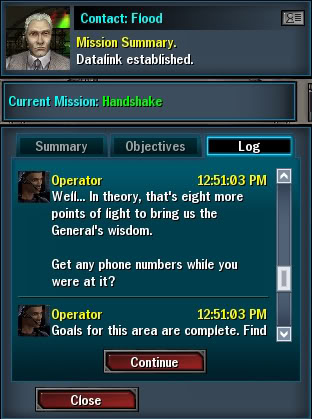 Contact: Flood
Mission Summary.
Datalink established.
Current Mission: Handshake
Summary Objectives Log
Operator 12:51:03 PM
Well... In theory, that's eight more
points of light to bring us the
General's wisdom.
Get any phone numbers while you
were at it?
Operator 12:51:03 PM
Goals for this area are complete. Find
Continue
Close